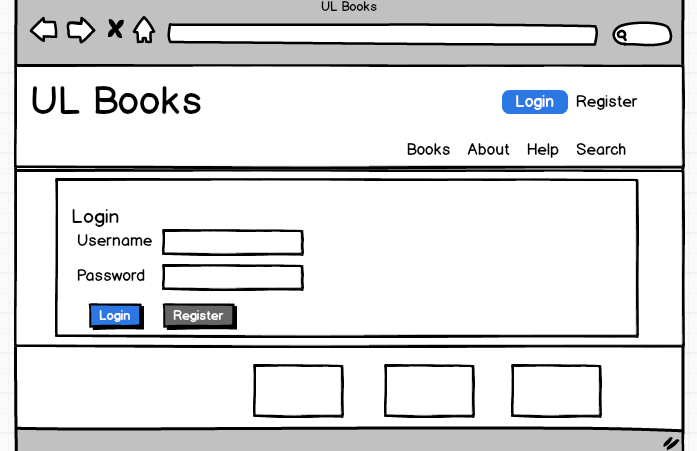 UL Books
UL Books
Login Register
Books About Help Search
Login
Username
Password
Login Register